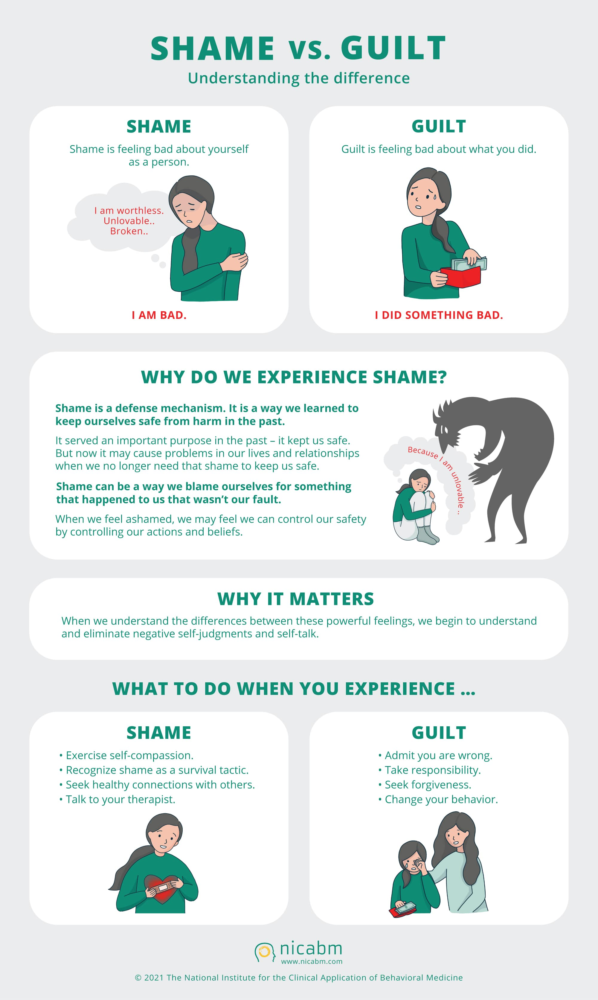 SHAME vs. GUILT
Understanding the difference
SHAME
Shame is feeling bad about yourself
as a person.
I am worthless.
Unlovable..
Broken..
I AM BAD.
GUILT
Guilt is feeling bad about what you did.
I DID SOMETHING BAD.
WHY DO WE EXPERIENCE SHAME?
Shame is a defense mechanism. It is a way we learned to
keep ourselves safe from harm in the past.
It served an important purpose in the past – it kept us safe.
But now it may cause problems in our lives and relationships
when we no longer need that shame to keep us safe.
Shame can be a way we blame ourselves for something
that happened to us that wasn’t our fault.
When we feel ashamed, we may feel we can control our safety
by controlling our actions and beliefs.
Because I am unlovable ..
WHY IT MATTERS
When we understand the differences between these powerful feelings, we begin to understand
and eliminate negative self-judgments and self-talk.
WHAT TO DO WHEN YOU EXPERIENCE ...
SHAME
• Exercise self-compassion.
• Recognize shame as a survival tactic.
• Seek healthy connections with others.
• Talk to your therapist.
GUILT
• Admit you are wrong.
• Take responsibility.
• Seek forgiveness.
• Change your behavior.
nicabm
www.nicabm.com
© 2021 The National Institute for the Clinical Application of Behavioral Medicine